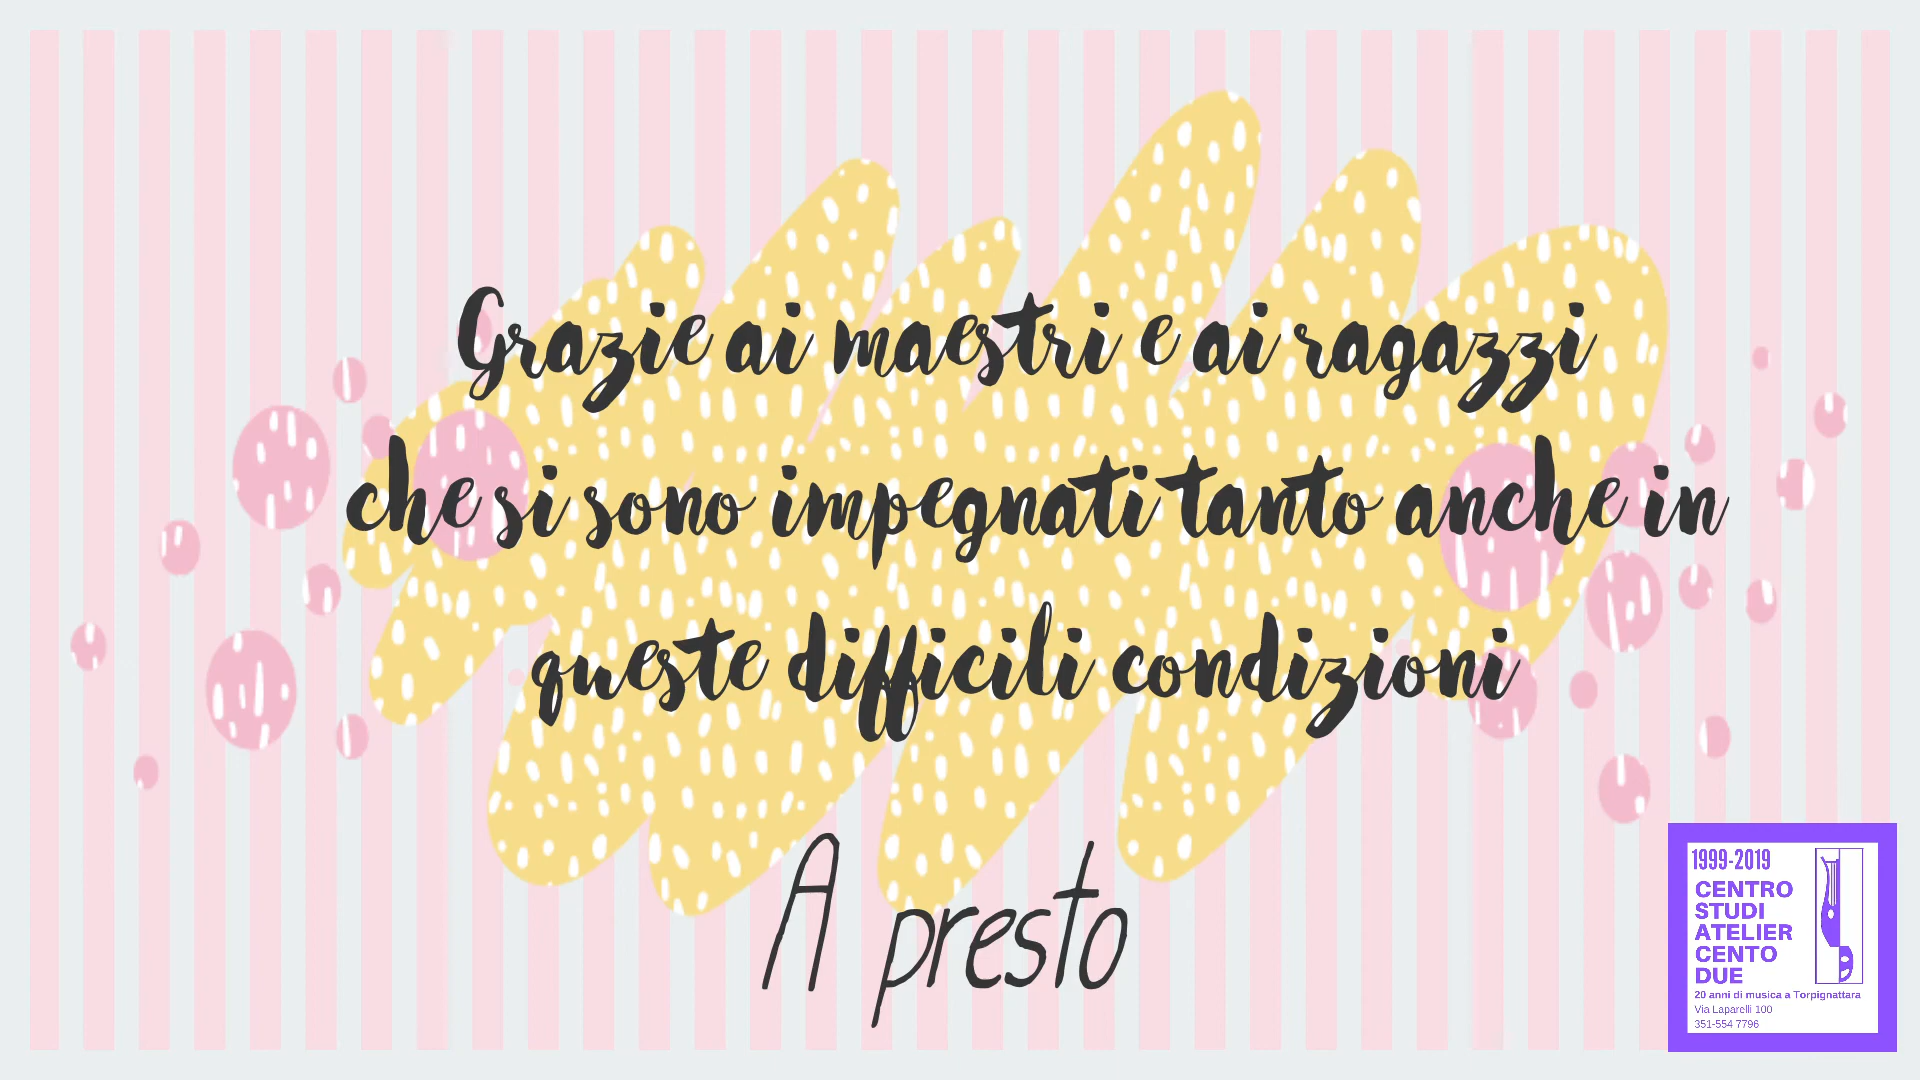 Grazie ai maestri e ai ragazzi
che si sono impegnati tanto anche in
queste difficili condizioni
A presto
1999-2019
CENTRO
STUDI
ATELIER
CENTO
DUE
20 anni di musica a Torpignattara
Via Laparelli 100
351-554 7796